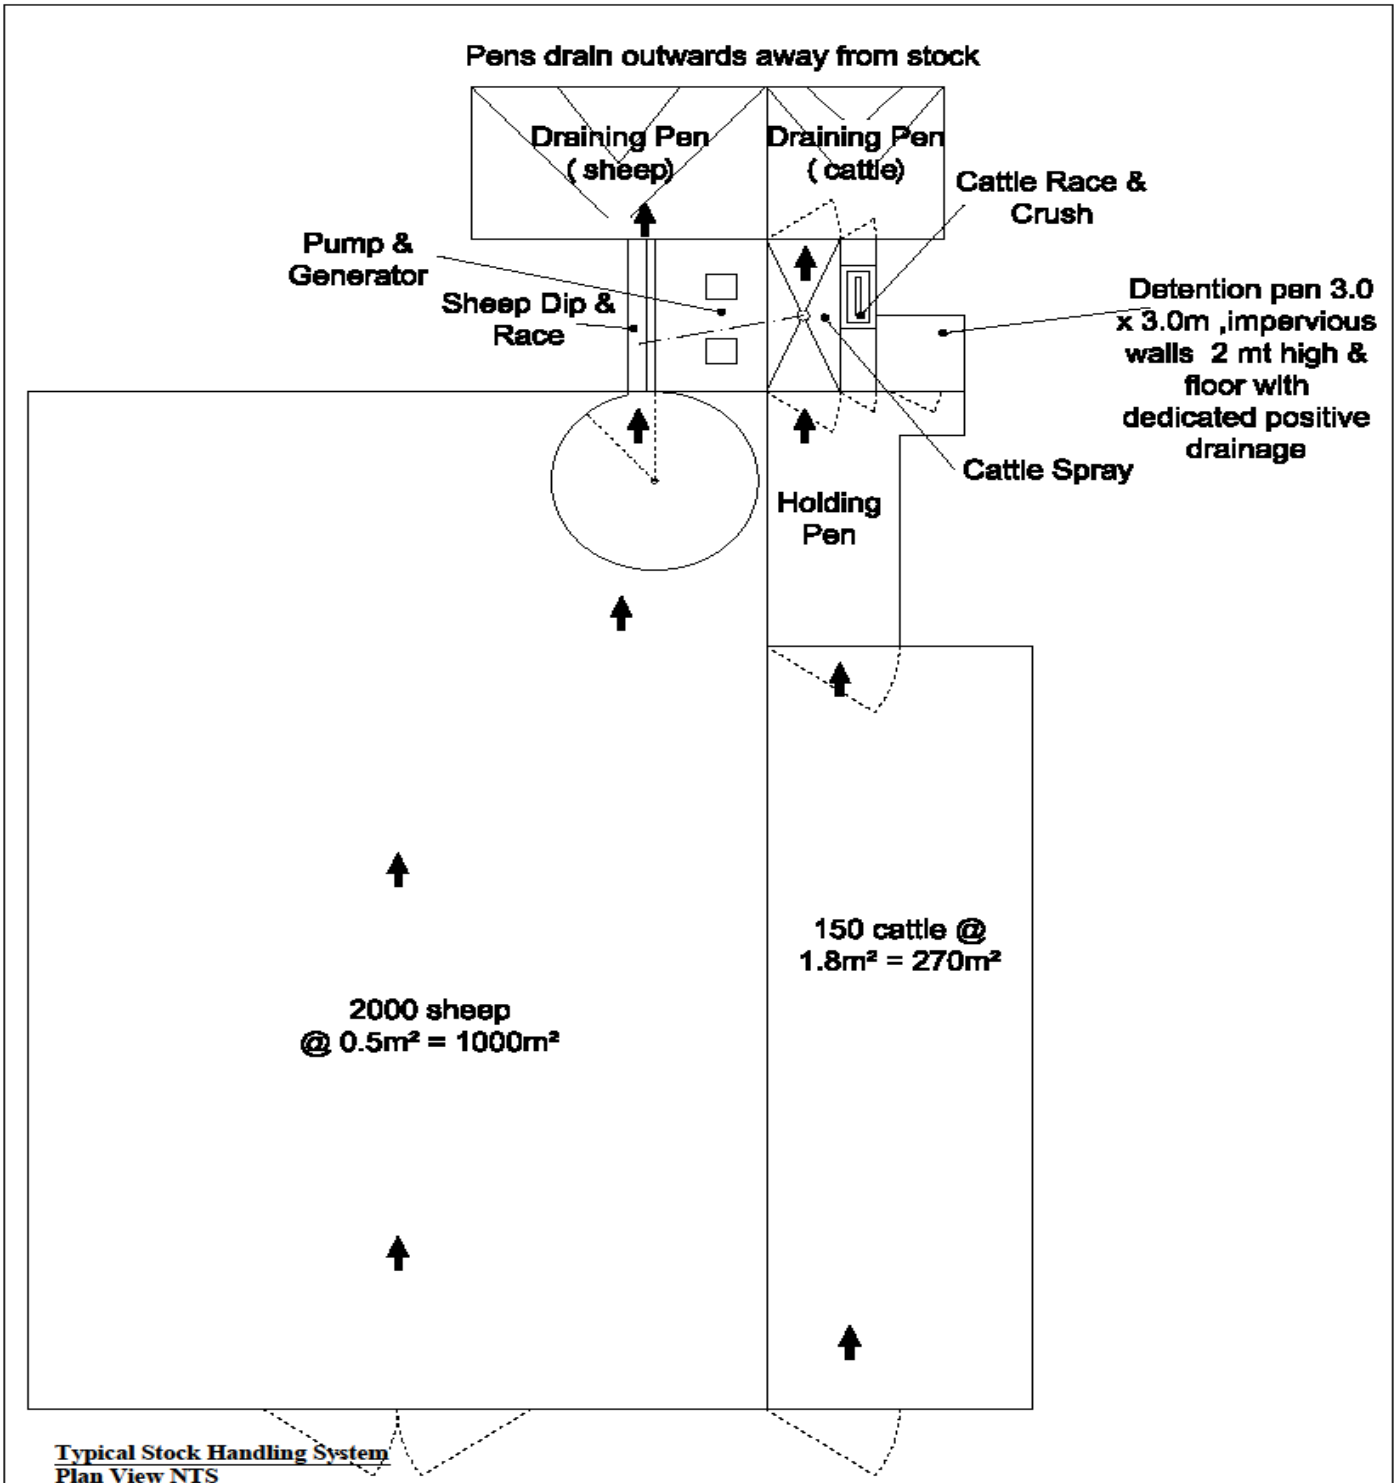 Pens drain outwards away from stock
Draining Pen
( sheep)
Draining Pen
( cattle)
Cattle Race &
Crush
Pump &
Generator
Sheep Dip &
Race
Detention pen 3.0
x 3.0m ,impervious
walls 2 mt high &
floor with
dedicated positive
drainage
Cattle Spray
Holding
Pen
150 cattle @
1.8m² = 270m²
2000 sheep
@ 0.5m² = 1000m²
Typical Stock Handling System
Plan View NTS